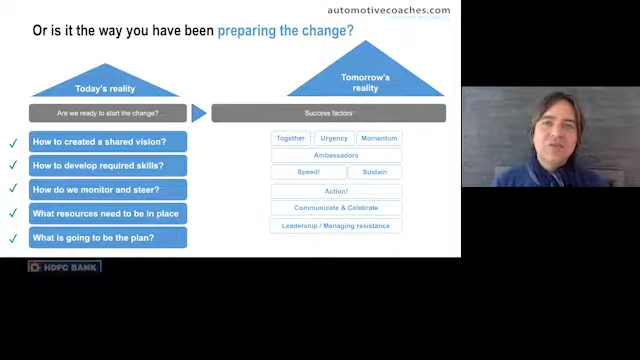 automotivecoaches.com
Or is it the way you have been preparing the change?
Today's reality
Tomorrow's
reality
Are we ready to start the change?
Success factors
How to created a shared vision?
How to develop required skills?
How do we monitor and steer?
What resources need to be in place
What is going to be the plan?
Together
Urgency
Momentum
Ambassadors
Speed!
Sustain
Action!
Communicate & Celebrate
Leadership / Managing resistance
HDFC BANK